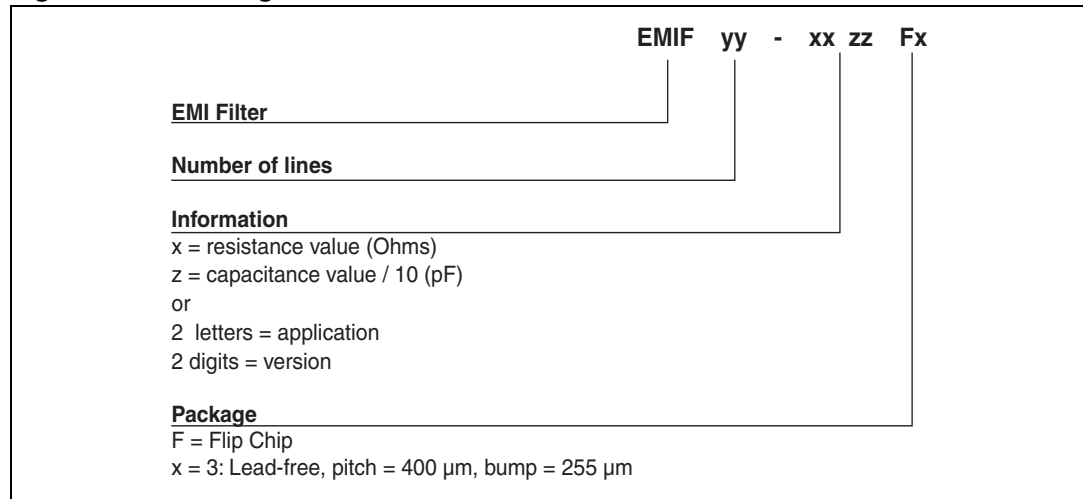 EMIF yy - xx zz Fx
EMI Filter
Number of lines
Information
x = resistance value (Ohms)
z = capacitance value / 10 (pF)
or
2 letters = application
2 digits = version
Package
F = Flip Chip
x = 3: Lead-free, pitch = 400 µm, bump = 255 µm